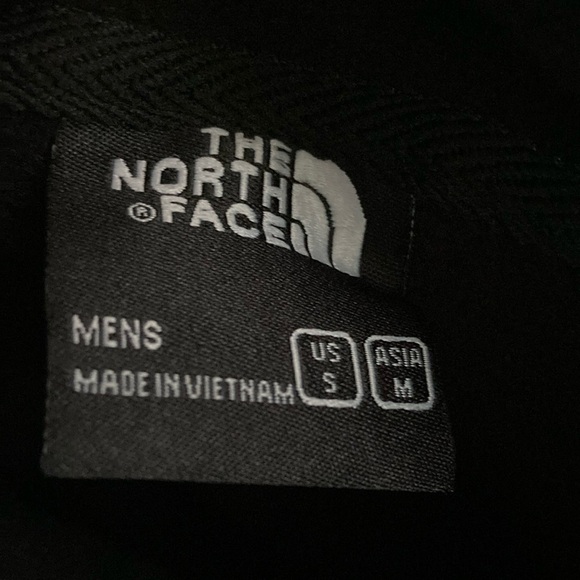 THE
NORTH
® FACE
MENS
MADE IN VIETNAM
US
S
ASIA
M